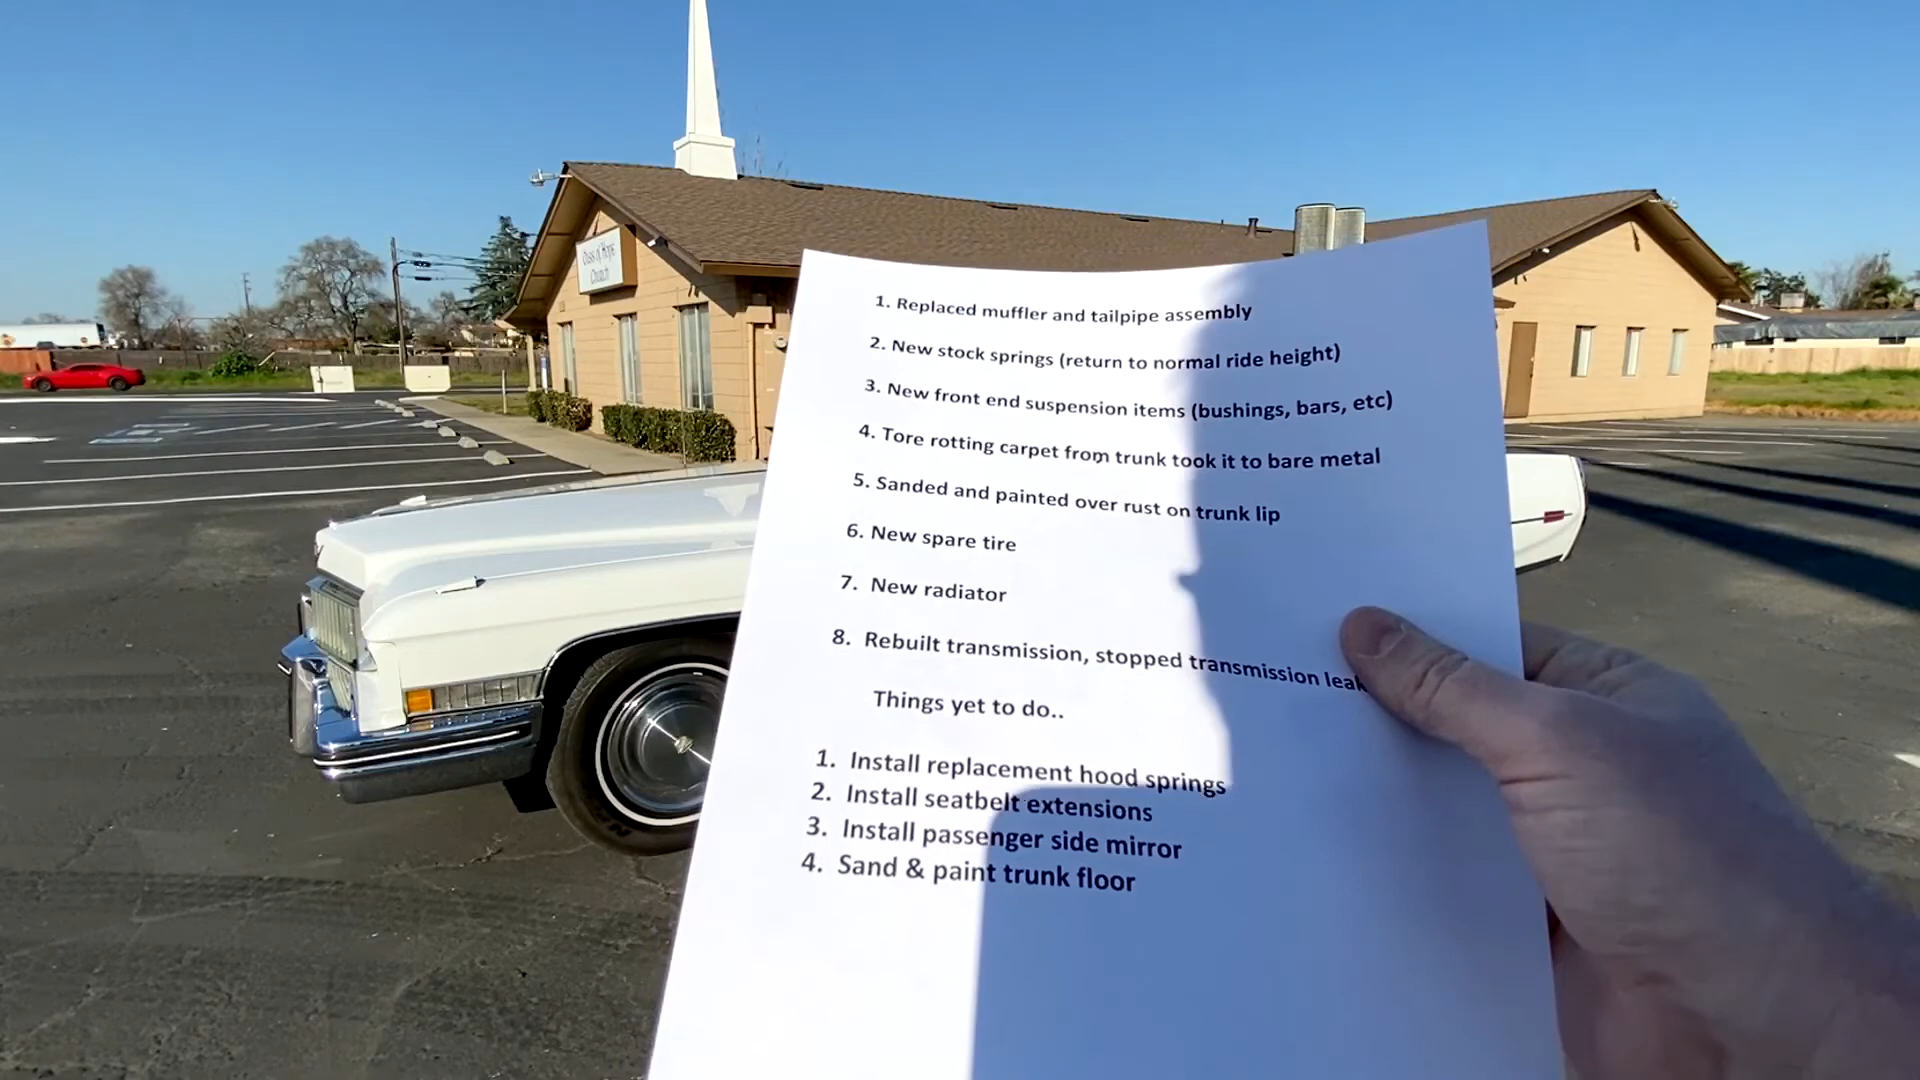 Oasis of Hope
Church
1. Replaced muffler and tailpipe assembly
2. New stock springs (return to normal ride height)
3. New front end suspension items (bushings, bars, etc)
4. Tore rotting carpet from trunk took it to bare metal
5. Sanded and painted over rust on trunk lip
6. New spare tire
7. New radiator
8. Rebuilt transmission, stopped transmission leak
Things yet to do..
1. Install replacement hood springs
2. Install seatbelt extensions
3. Install passenger side mirror
4. Sand & paint trunk floor